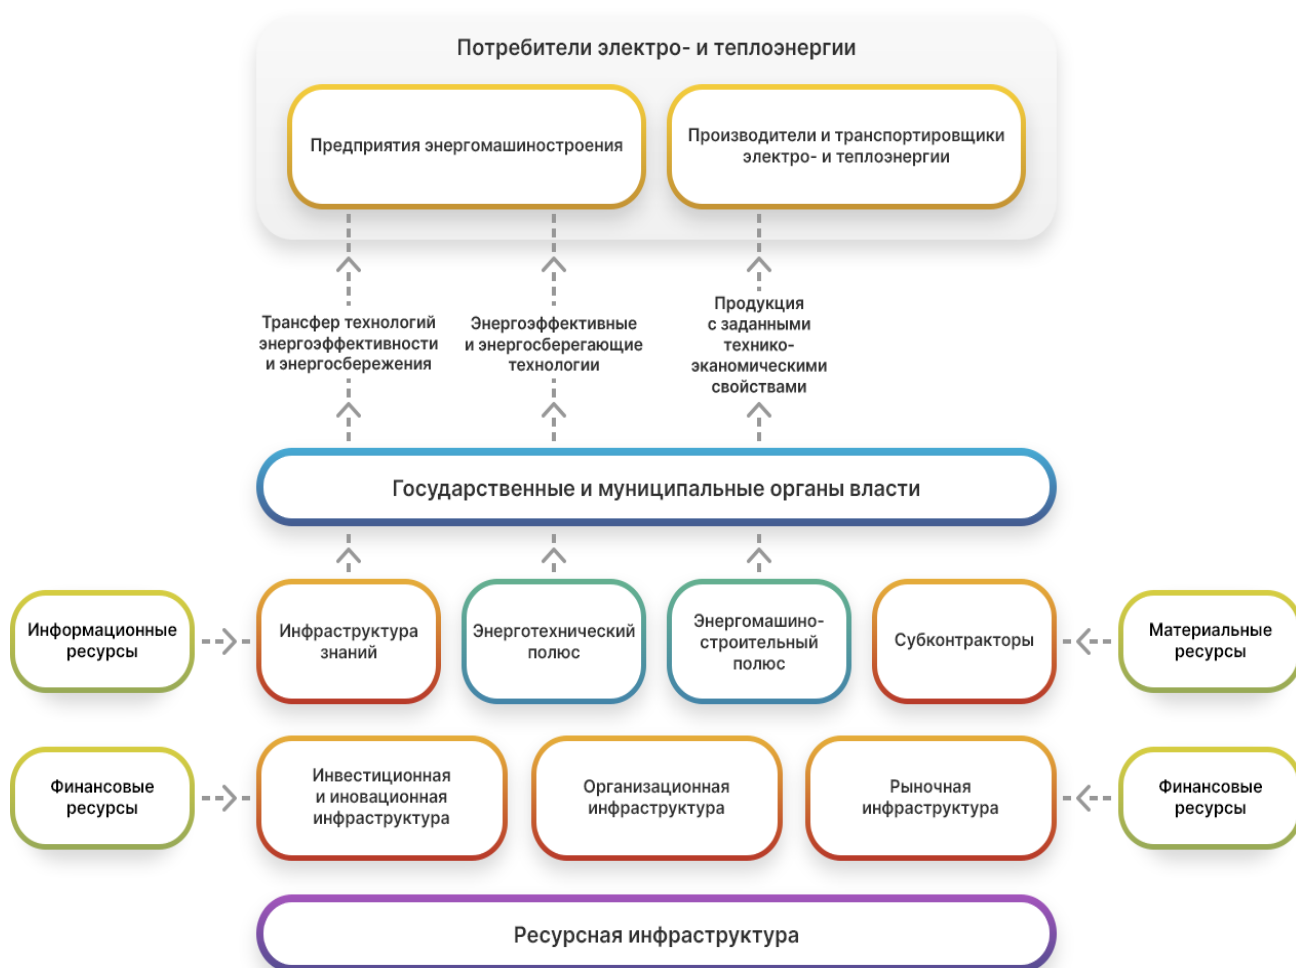 Потребители электро- и теплоэнергии
Предприятия энергомашиностроения
Производители и транспортировщики
электро- и теплоэнергии
Трансфер технологий
энергоэффективности
и энергосбережения
Энергоэффективные
и энергосберегающие
технологии
Продукция
с заданными
технико-
эканомическими
свойствами
Государственные и муниципальные органы власти
Информационные
ресурсы
Инфраструктура
знаний
Энерготехнический
полюс
Энергомашино-
строительный
полюс
Субконтракторы
Материальные
ресурсы
Финансовые
ресурсы
Инвестиционная
и иновационная
инфраструктура
Организационная
инфраструктура
Рыночная
инфраструктура
Финансовые
ресурсы
Ресурсная инфраструктура